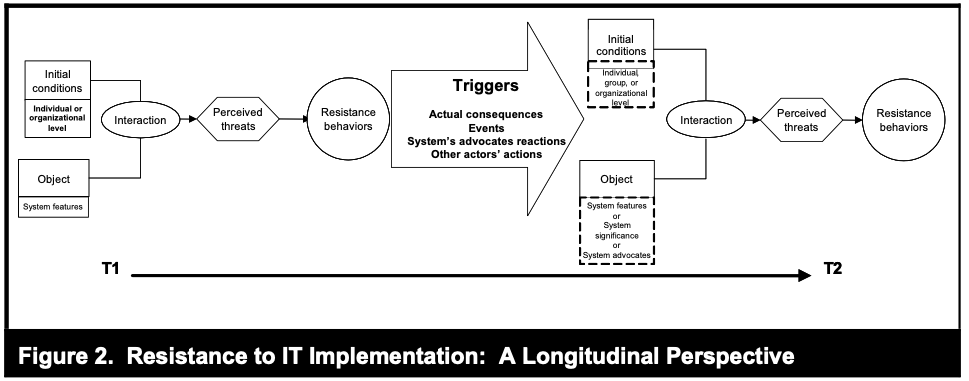 Initial
conditions
Individual or
organizational
level
Interaction
Perceived
threats
Resistance
behaviors
Object
System features
Triggers
Actual consequences
Events
System's advocates reactions
Other actors' actions
Initial
conditions
Individual,
group, or
organizational
level
Interaction
Perceived
threats
Resistance
behaviors
Object
System features
or
System
significance
or
System advocates
T1
T2
Figure 2. Resistance to IT Implementation: A Longitudinal Perspective